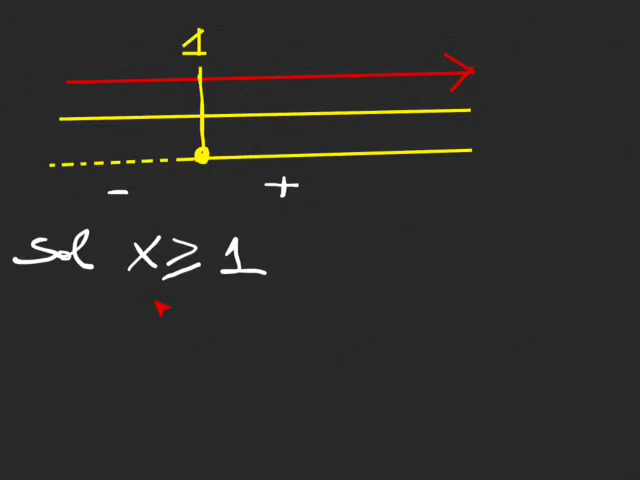 1
- +
Sol x ≥ 1